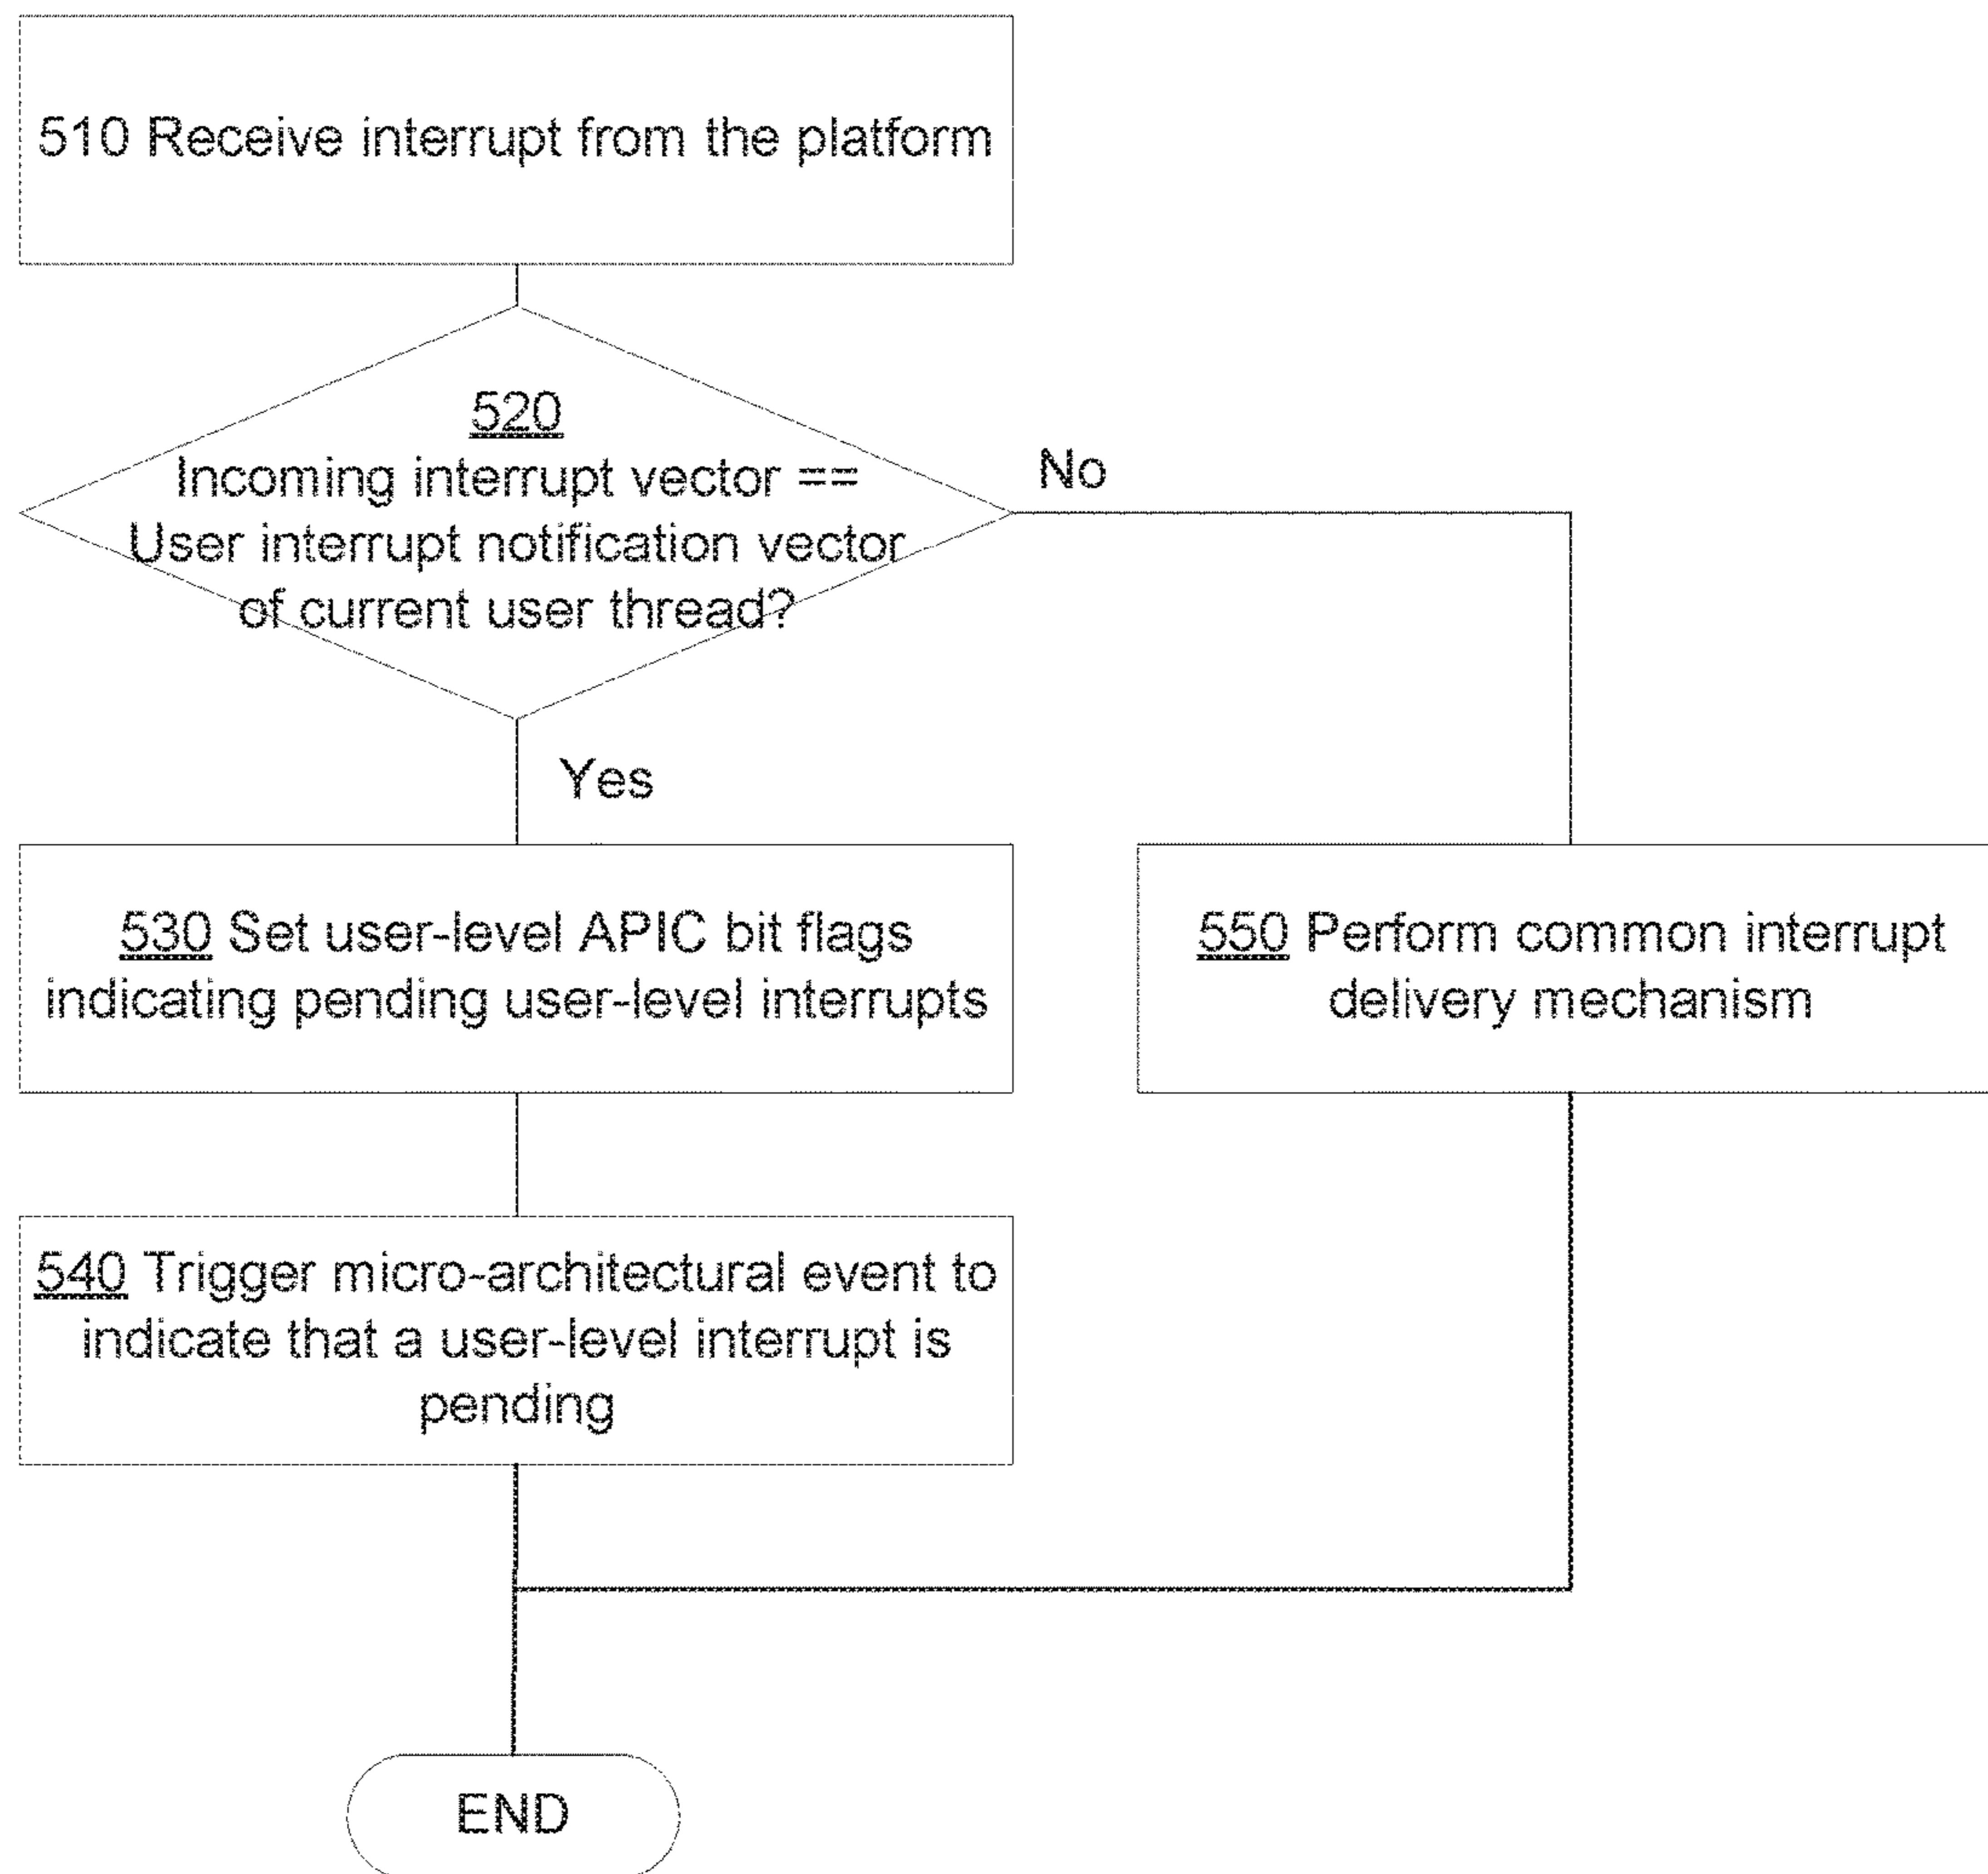 510 Receive interrupt from the platform
520
Incoming interrupt vector ==
User interrupt notification vector
of current user thread?
No
Yes
530 Set user-level APIC bit flags
indicating pending user-level interrupts
550 Perform common interrupt
delivery mechanism
540 Trigger micro-architectural event to
indicate that a user-level interrupt is
pending
END